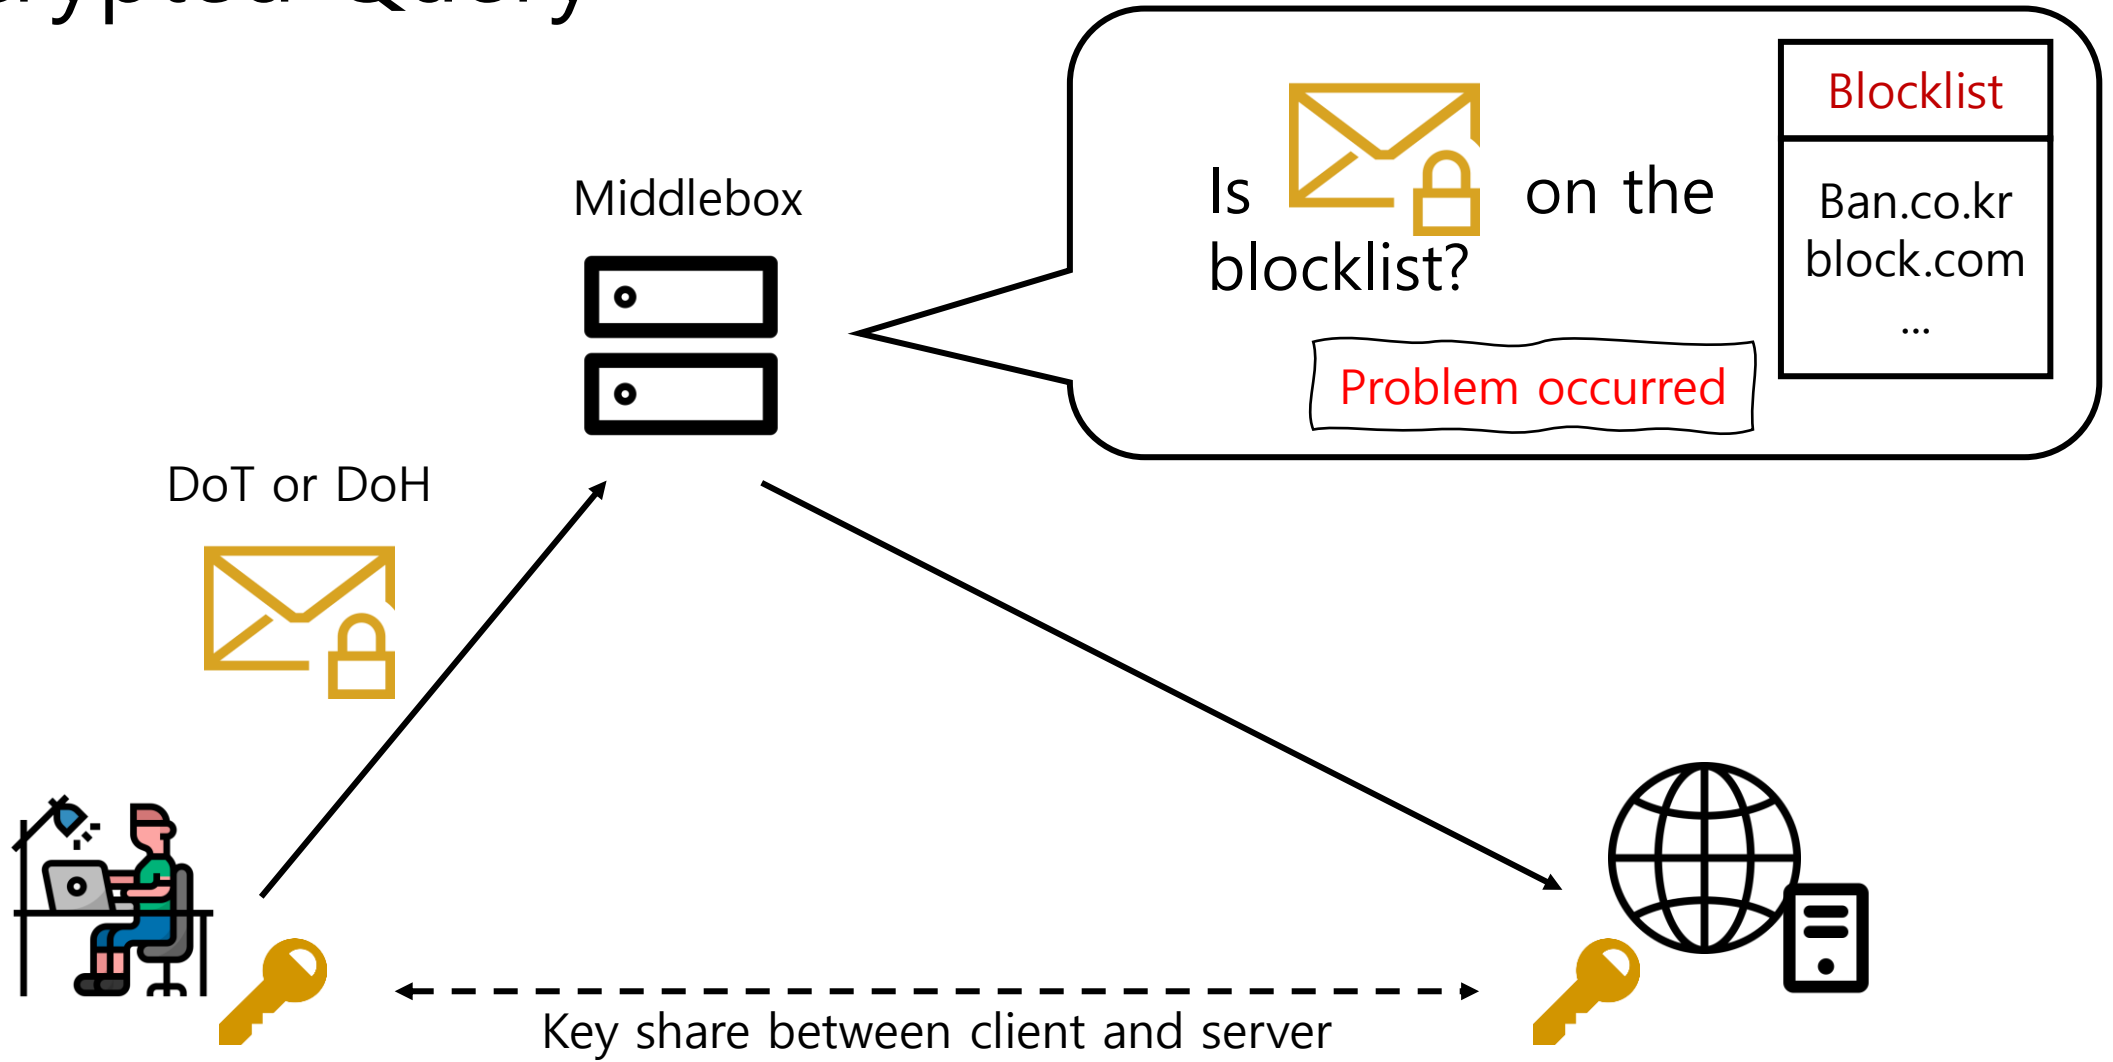 Query
Blocklist
Middlebox
Is on the
blocklist?
Ban.co.kr
block.com
...
Problem occurred
DoT or DoH
Key share between client and server